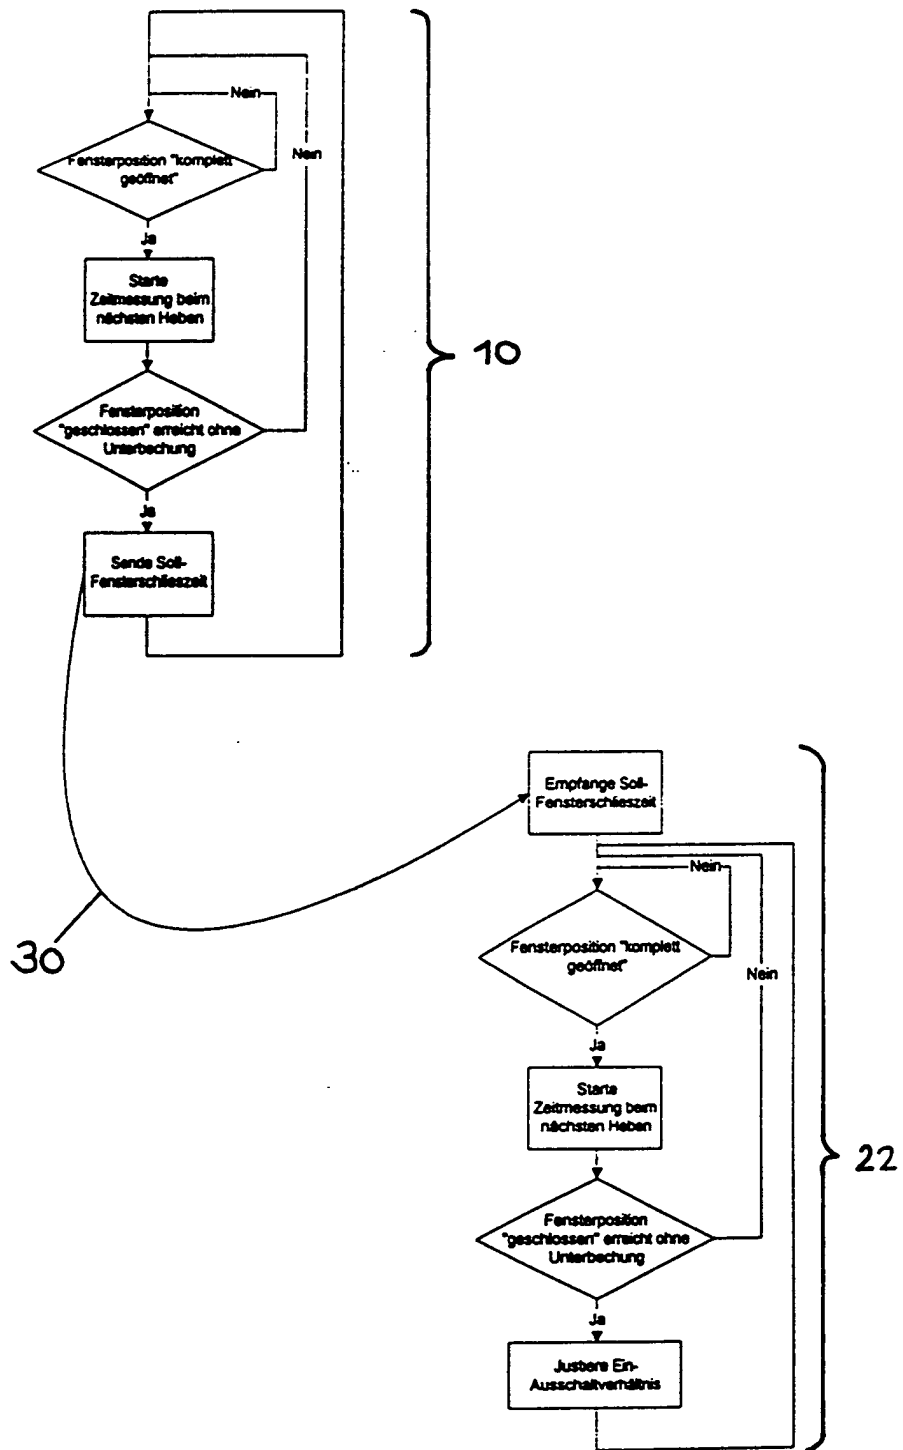 Nein
Nein
Fensterposition "komplett
geöffnet"
Ja
Starte
Zeitmessung beim
nächsten Heben
10
Fensterposition
"geschlossen" erreicht ohne
Unterbechung
Ja
Sende Soll-
Fensterschlieszeit
Empfange Soll-
Fensterschlieszeit
Nein
30
Fensterposition "komplett
geöffnet"
Nein
Ja
Starte
Zeitmessung beim
nächsten Heben
22
Fensterposition
"geschlossen" erreicht ohne
Unterbechung
Ja
Justiere Ein-
Ausschaltverhältnis